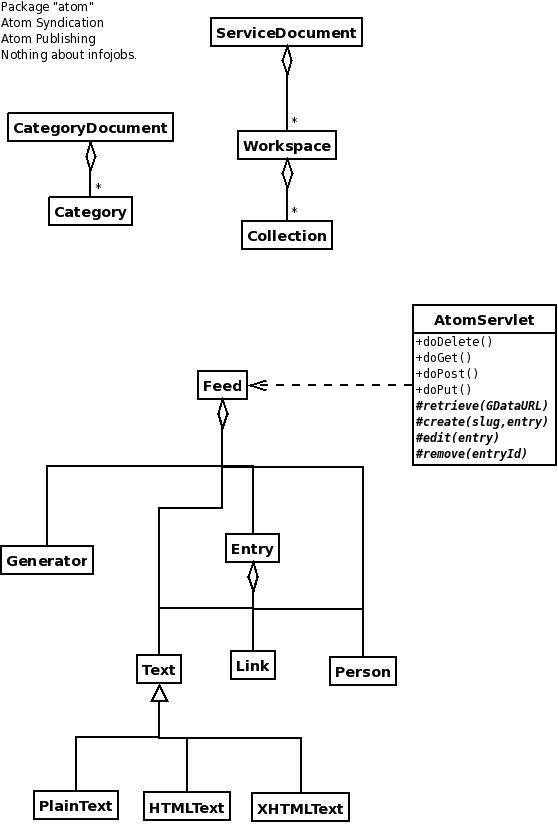 Package "atom"
Atom Syndication
Atom Publishing
Nothing about infojobs.
ServiceDocument
*
CategoryDocument
Workspace
*
Category
*
Collection
AtomServlet
+doDelete()
+doGet()
+doPost()
+doPut()
#retrieve(GDataURL)
#create(slug,entry)
#edit(entry)
#remove(entryId)
Feed
Generator
Entry
Text
Link
Person
PlainText
HTMLText
XHTMLText